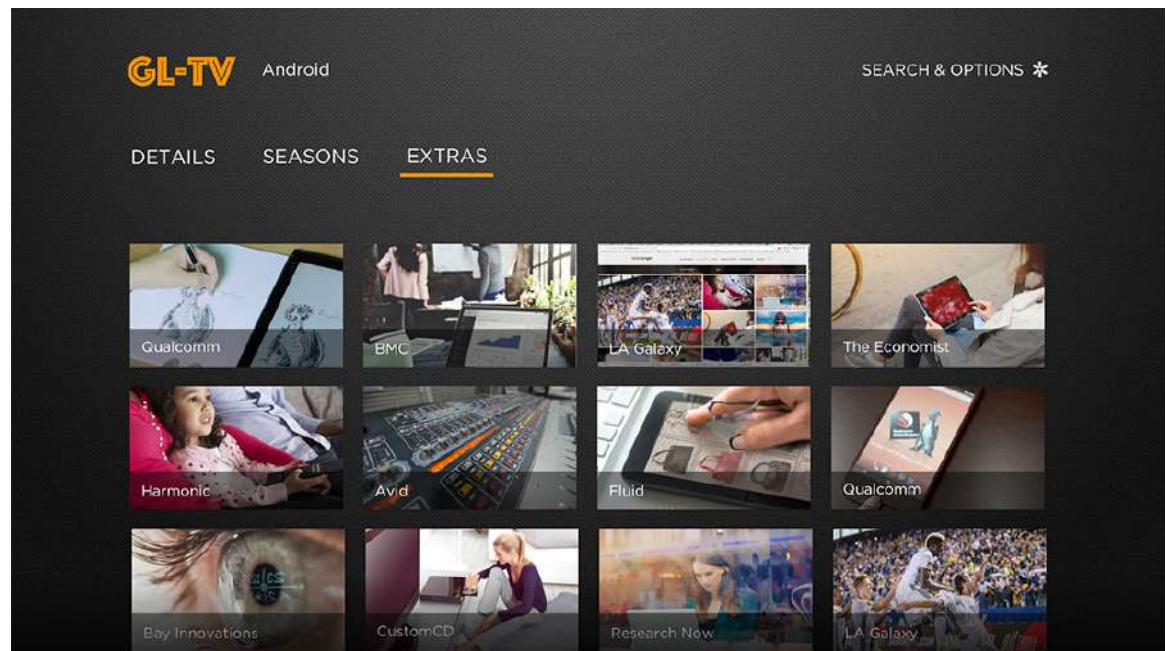 GL-TV Android SEARCH & OPTIONS *
DETAILS SEASONS EXTRAS
Qualcomm BMC LA Galaxy The Economist
Harmonic Avid Fluid Qualcomm
Bay Innovations CustomCD Research Now LA Galaxy